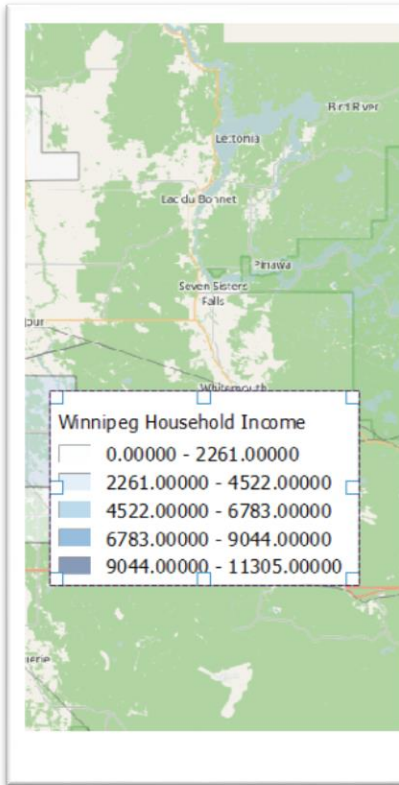 Bird River
Lettonia
Lac du Bonnet
Pinawa
Seven Sisters
Falls
Whitemouth
Winnipeg Household Income
0.00000 - 2261.00000
2261.00000 - 4522.00000
4522.00000 - 6783.00000
6783.00000 - 9044.00000
9044.00000 - 11305.00000